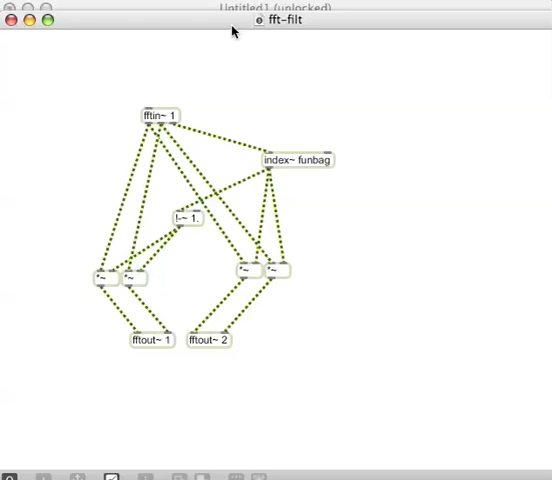 Untitled1 (unlocked)
fft-filt
fftin~ 1
index~ funbag
!-~ 1.
*~ *~
*~ *~
fftout~ 1
fftout~ 2